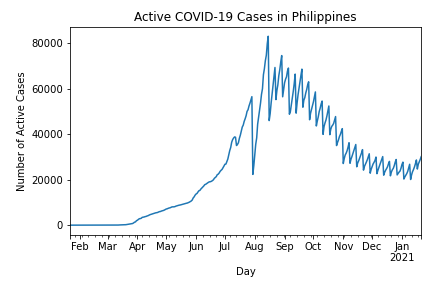 Active COVID-19 Cases in Philippines
Number of Active Cases
80000
60000
40000
20000
0
Feb Mar Apr May Jun Jul Aug Sep Oct Nov Dec Jan
2021
Day